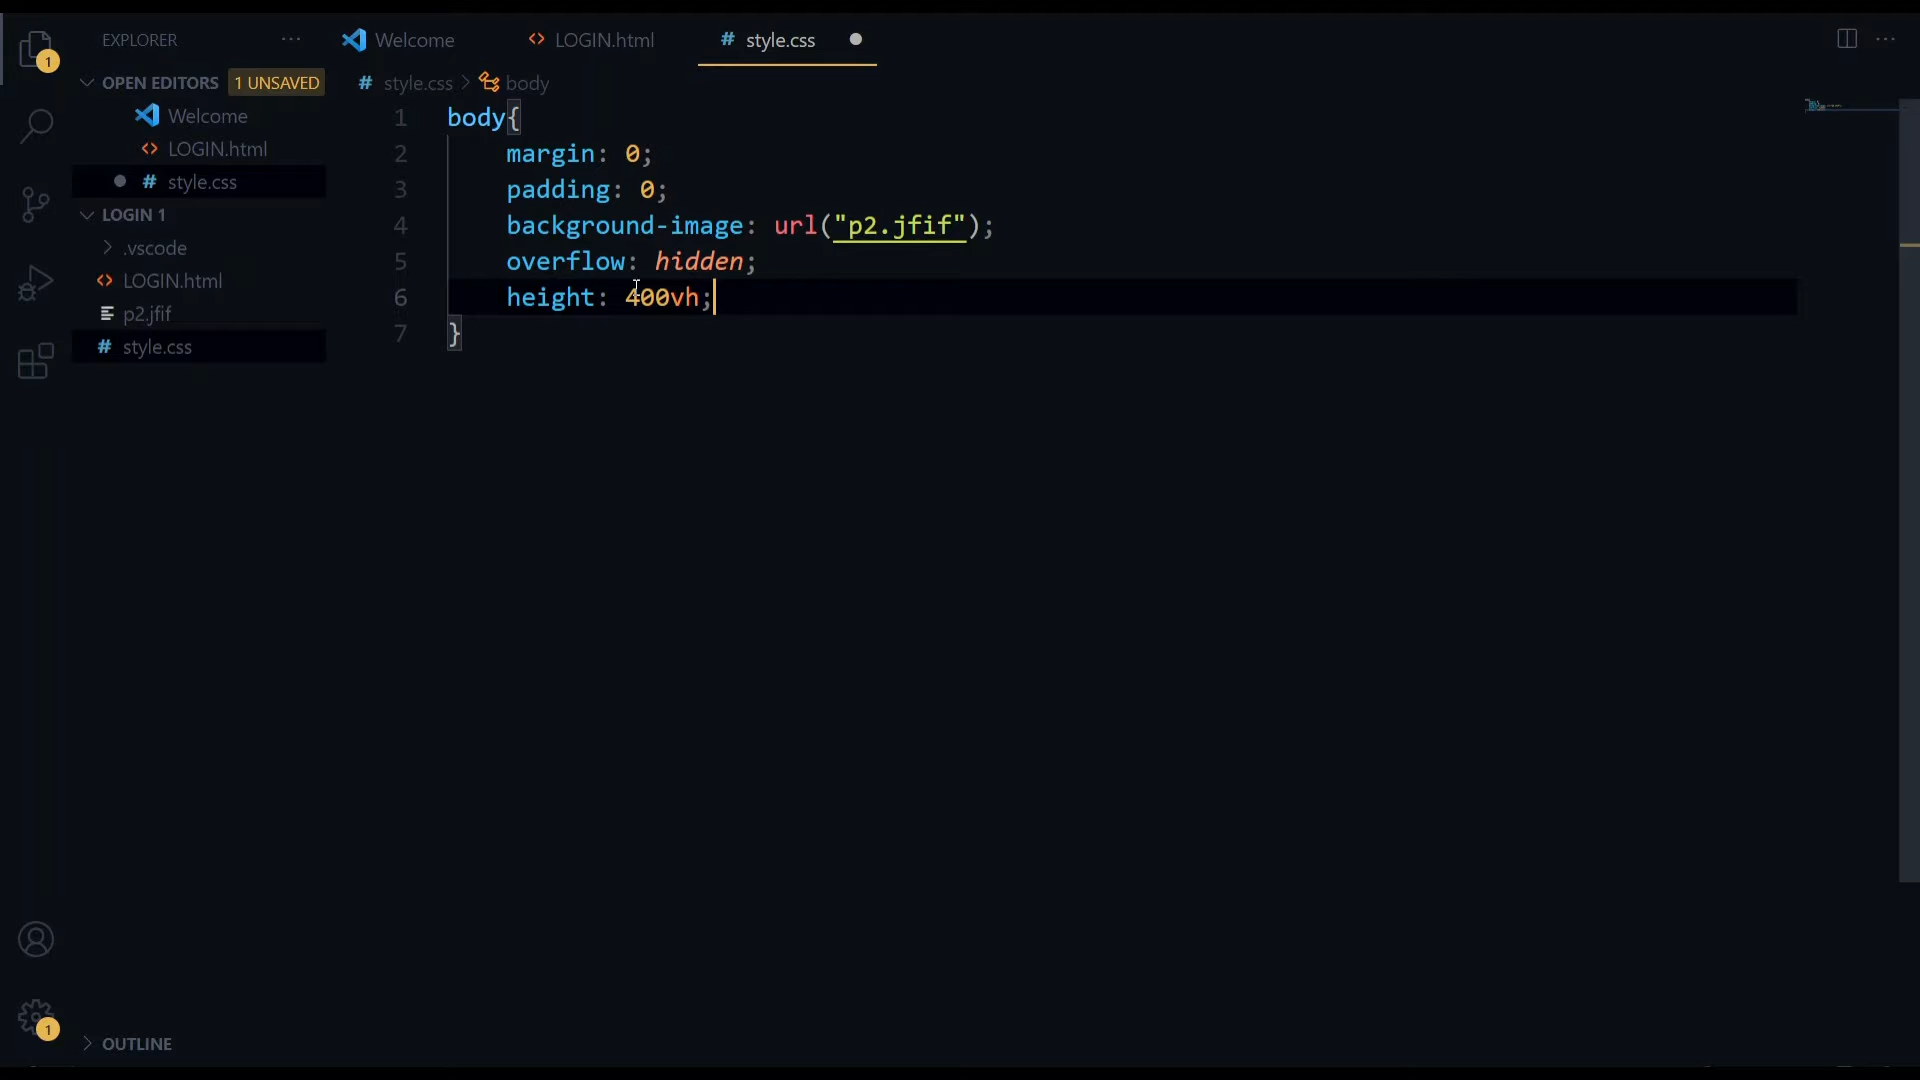 EXPLORER ···
Welcome
<> LOGIN.html
# style.css ●
···
OPEN EDITORS 1 UNSAVED
# style.css > body
Welcome
<> LOGIN.html
● # style.css
LOGIN 1
> .vscode
<> LOGIN.html
p2.jfif
# style.css
1 body{
2 margin: 0;
3 padding: 0;
4 background-image: url("p2.jfif");
5 overflow: hidden;
6 height: 400vh;
7 }
1
1
> OUTLINE